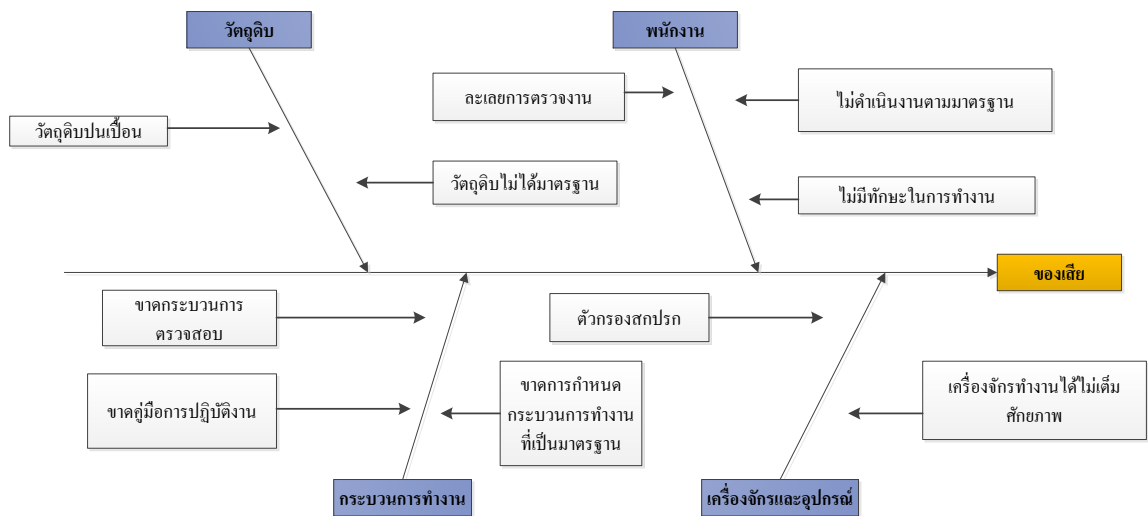 วัตถุดิบ
พนักงาน
ละเลยการตรวจงาน
ไม่ดำเนินงานตามมาตรฐาน
วัตถุดิบปนเปื้อน
วัตถุดิบไม่ได้มาตรฐาน
ไม่มีทักษะในการทำงาน
ของเสีย
ขาดกระบวนการ
ตรวจสอบ
ตัวกรองสกปรก
ขาดคู่มือการปฏิบัติงาน
ขาดการกำหนด
กระบวนการทำงาน
ที่เป็นมาตรฐาน
เครื่องจักรทำงานได้ไม่เต็ม
ศักยภาพ
กระบวนการทำงาน
เครื่องจักรและอุปกรณ์